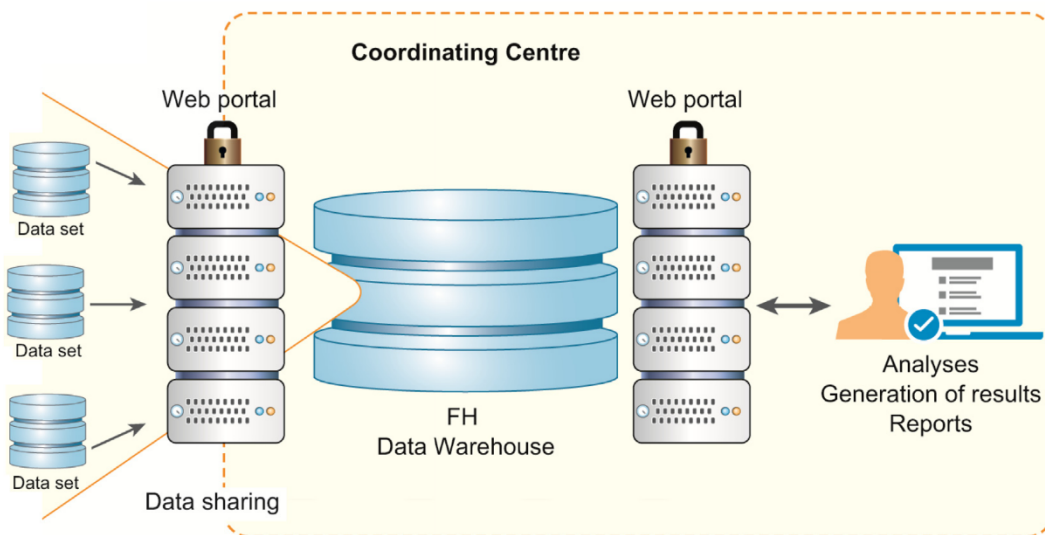 Coordinating Centre
Web portal
Web portal
Data set
Data set
Data set
FH
Data Warehouse
Data sharing
Analyses
Generation of results
Reports